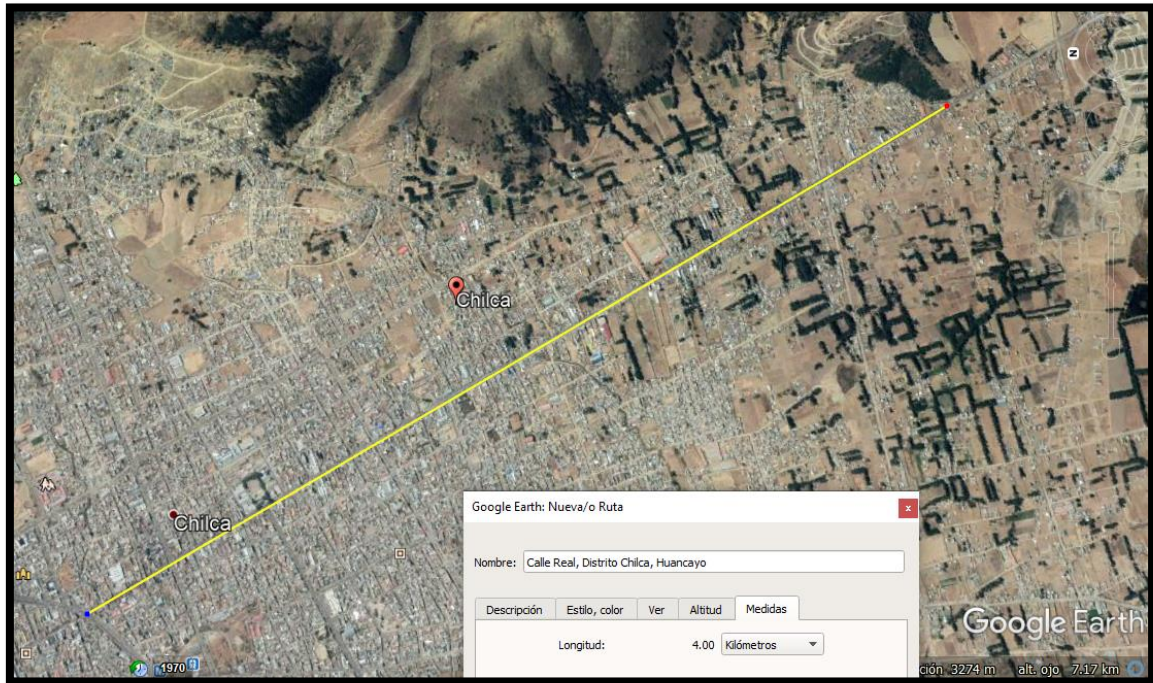 N
Chilca
Chilca
Google Earth: Nueva/o Ruta
x
Nombre: Calle Real, Distrito Chilca, Huancayo
Descripción Estilo, color Ver Altitud Medidas
Longitud: 4.00 Kilómetros
Google Earth
1970
ción 3274 m alt. ojo 7.17 km